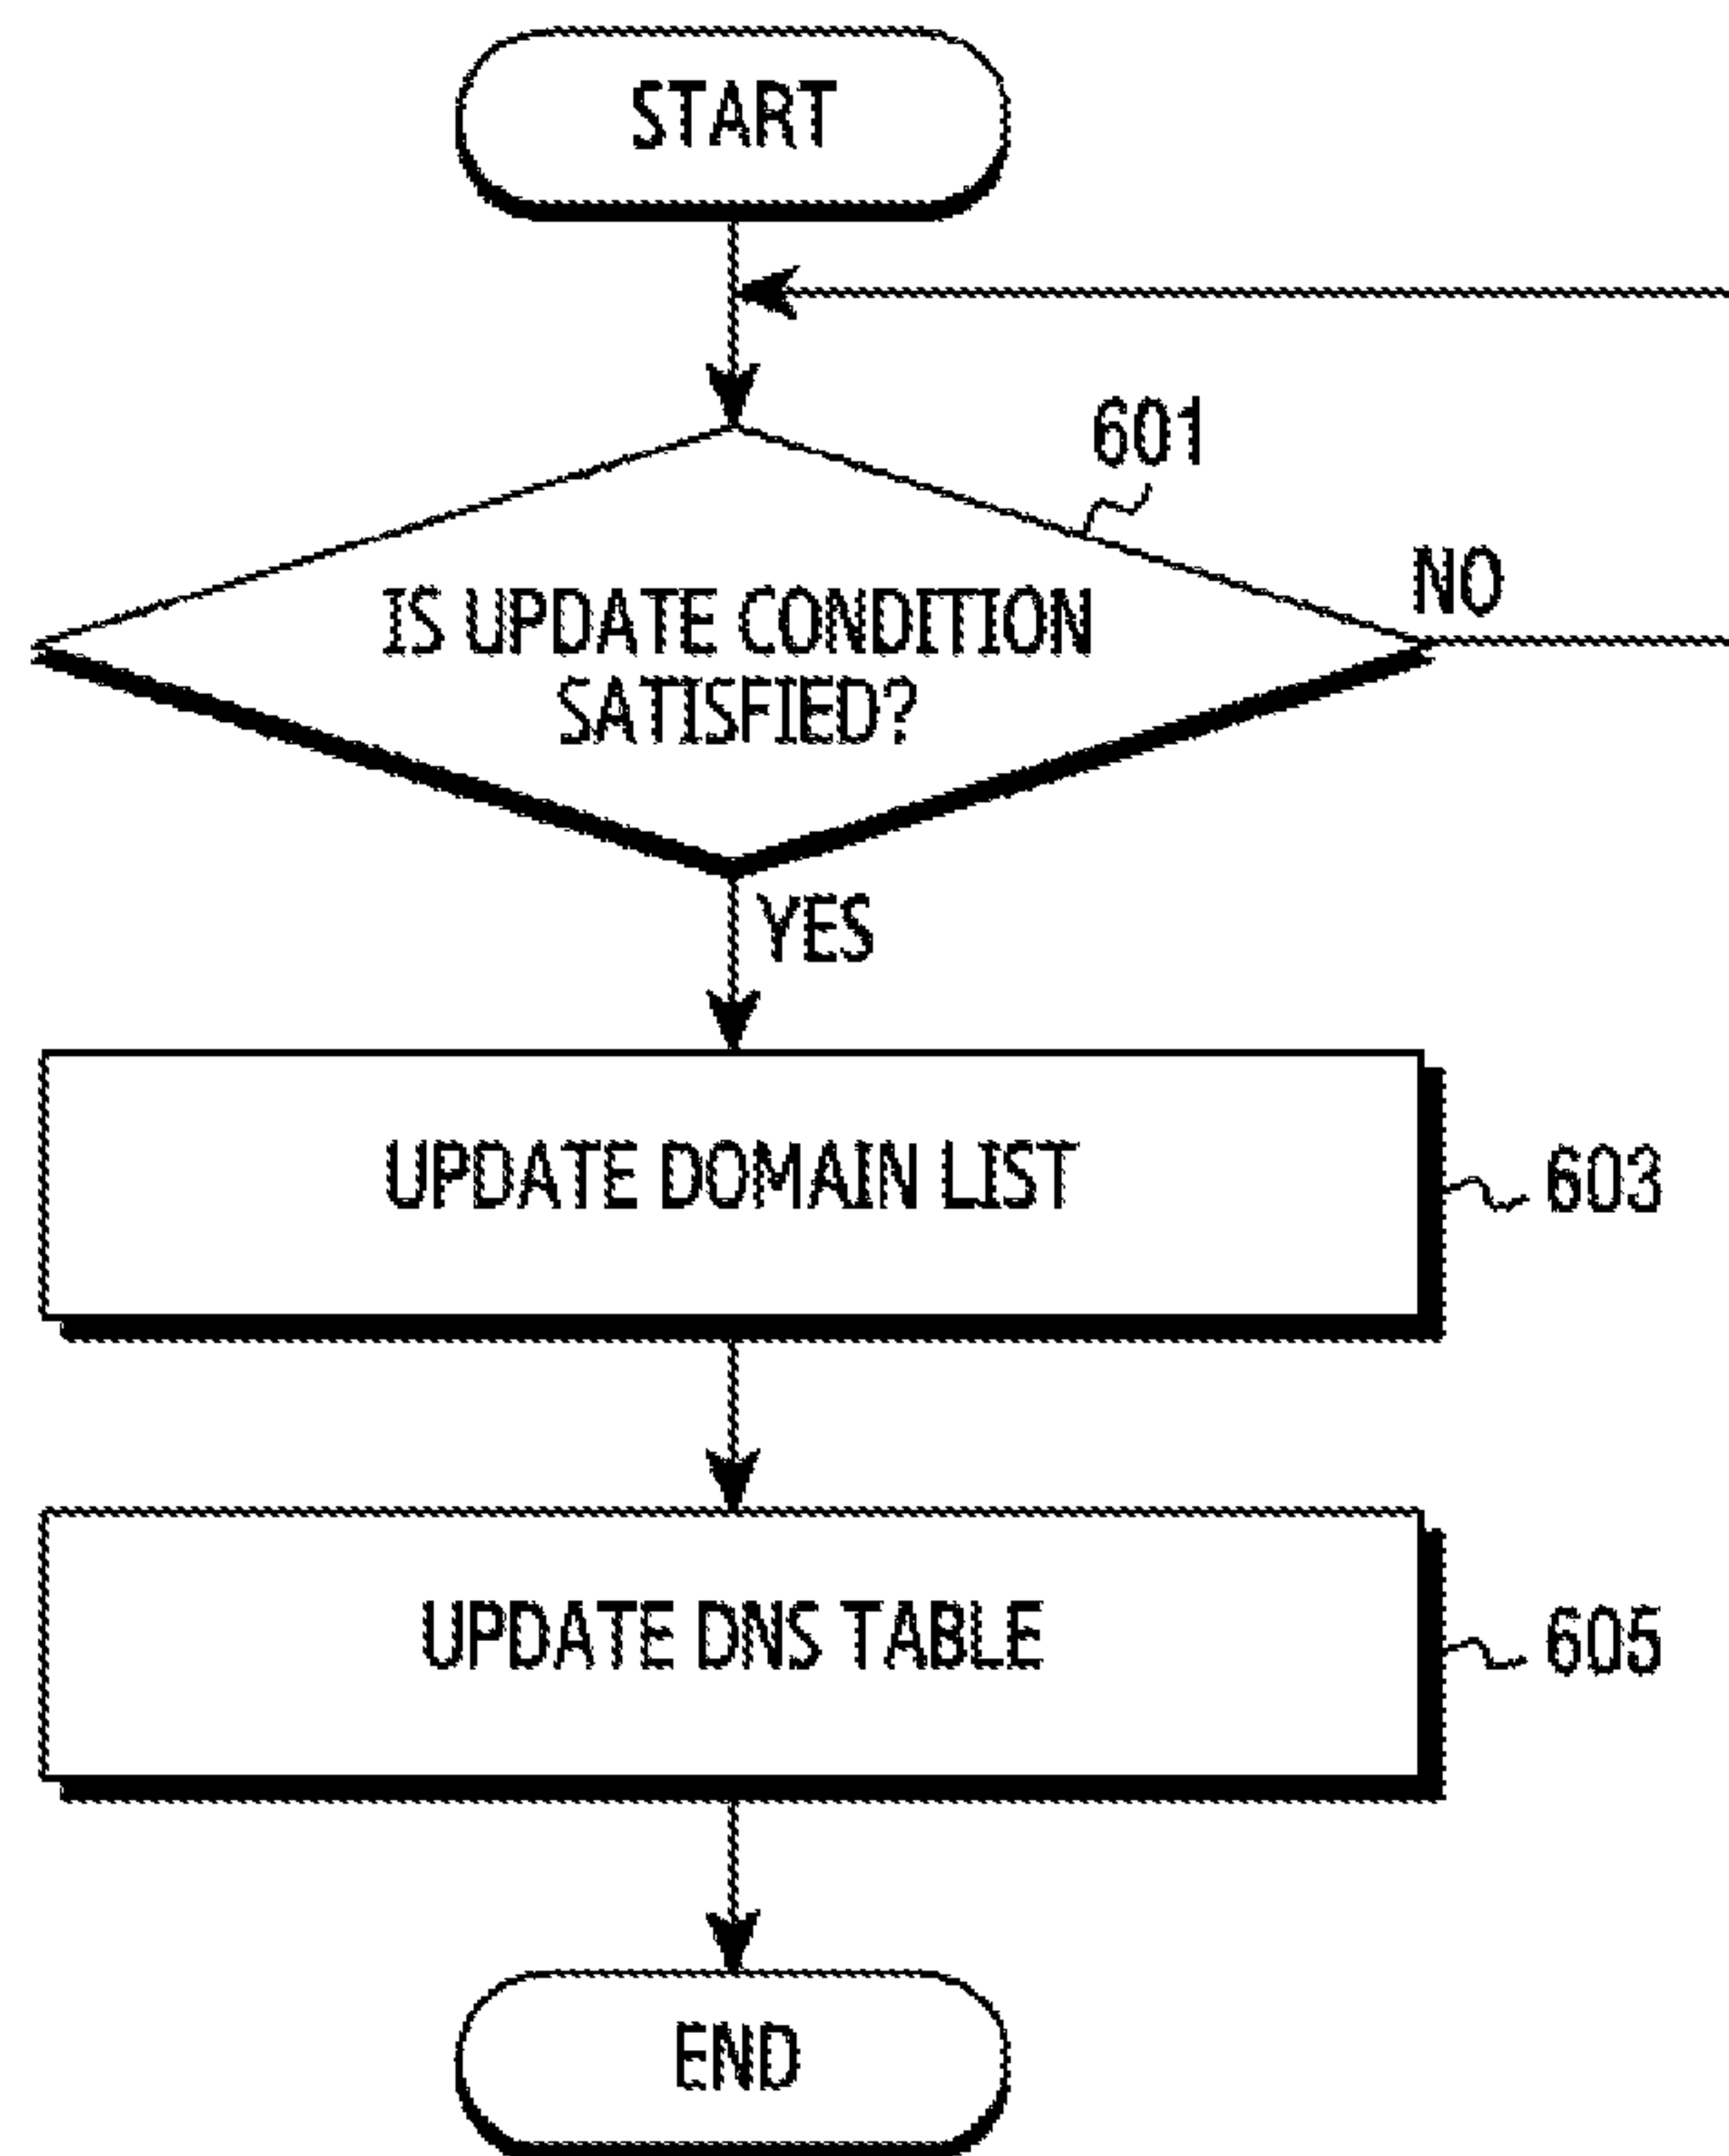 START
601
NO
IS UPDATE CONDITION
SATISFIED?
YES
UPDATE DOMAIN LIST
603
UPDATE DNS TABLE
605
END